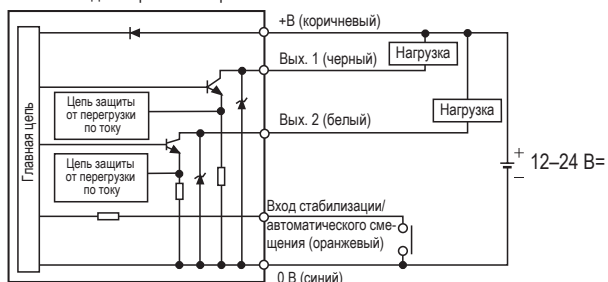 +В (коричневый)
Вых. 1 (черный)
Нагрузка
Цепь защиты
от перегрузки
по току
Главная цепь
Нагрузка
Вых. 2 (белый)
Цепь защиты
от перегрузки
по току
+
12–24 В=
–
Вход стабилизации/
автоматического сме-
щения (оранжевый)
0 В (синий)